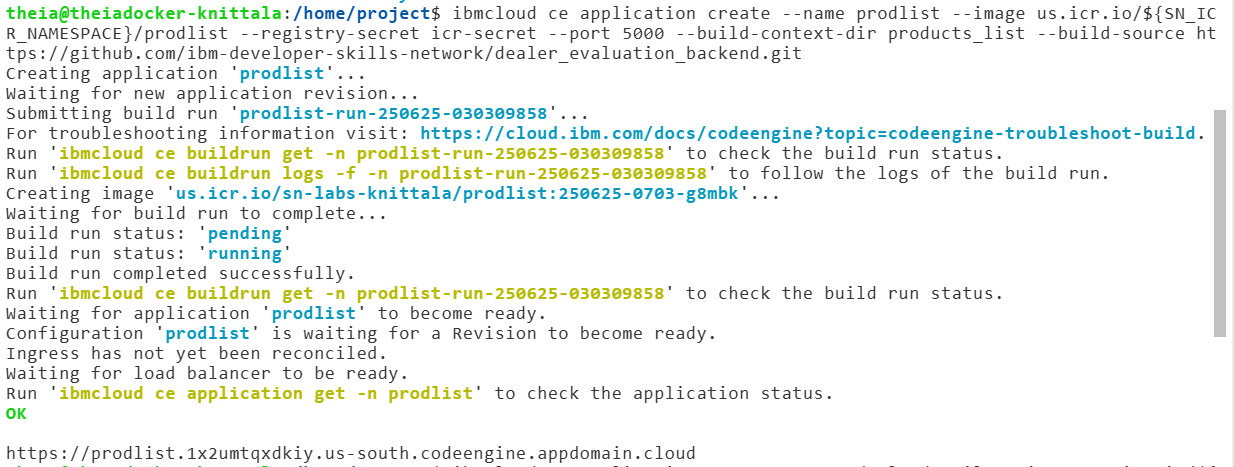 theia@theiadocker-knittala:/home/project$ ibmcloud ce application create --name prodlist --image us.icr.io/${SN_IC
R_NAMESPACE}/prodlist --registry-secret icr-secret --port 5000 --build-context-dir products_list --build-source ht
tps://github.com/ibm-developer-skills-network/dealer_evaluation_backend.git
Creating application 'prodlist'...
Waiting for new application revision...
Submitting build run 'prodlist-run-250625-030309858'...
For troubleshooting information visit: https://cloud.ibm.com/docs/codeengine?topic=codeengine-troubleshoot-build.
Run 'ibmcloud ce buildrun get -n prodlist-run-250625-030309858' to check the build run status.
Run 'ibmcloud ce buildrun logs -f -n prodlist-run-250625-030309858' to follow the logs of the build run.
Creating image 'us.icr.io/sn-labs-knittala/prodlist:250625-0703-g8mbk'...
Waiting for build run to complete...
Build run status: 'pending'
Build run status: 'running'
Build run completed successfully.
Run 'ibmcloud ce buildrun get -n prodlist-run-250625-030309858' to check the build run status.
Waiting for application 'prodlist' to become ready.
Configuration 'prodlist' is waiting for a Revision to become ready.
Ingress has not yet been reconciled.
Waiting for load balancer to be ready.
Run 'ibmcloud ce application get -n prodlist' to check the application status.
OK
https://prodlist.1x2umtqxdkiy.us-south.codeengine.appdomain.cloud